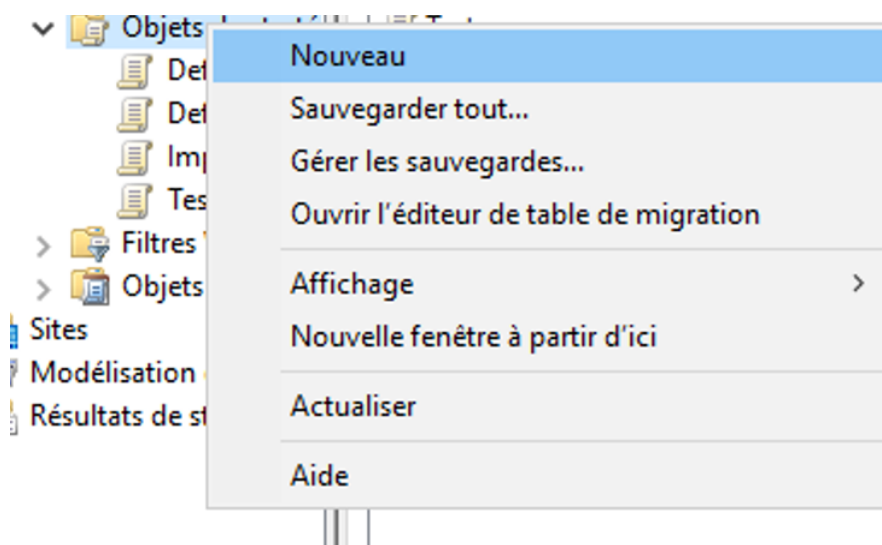 Objets
Nouveau
Sauvegarder tout...
Gérer les sauvegardes...
Ouvrir l'éditeur de table de migration
Filtres
Objets
Affichage
Sites
Nouvelle fenêtre à partir d'ici
Modélisation
Actualiser
Résultats de
Aide